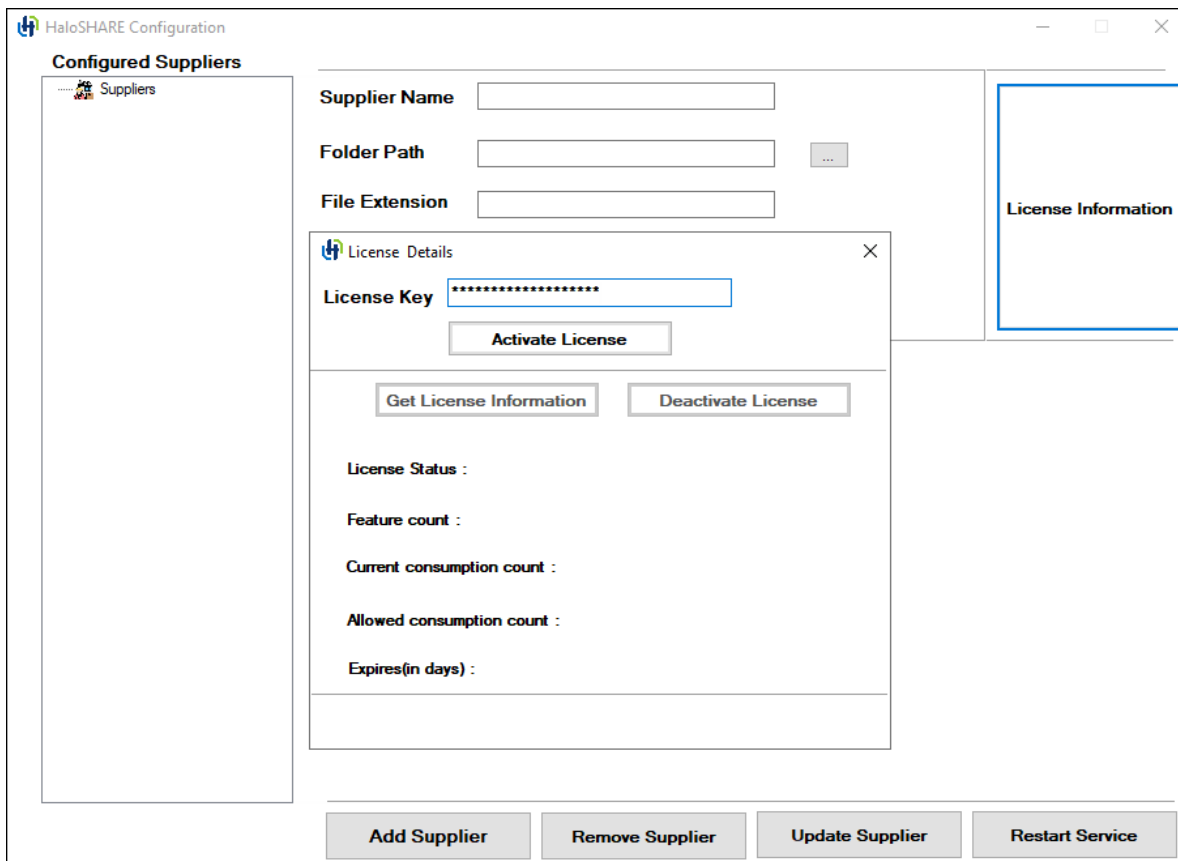 HaloSHARE Configuration
Configured Suppliers
Suppliers
Supplier Name
Folder Path
...
File Extension
License Information
License Details
License Key
*******************
Activate License
Get License Information
Deactivate License
License Status :
Feature count :
Current consumption count :
Allowed consumption count :
Expires(in days) :
Add Supplier
Remove Supplier
Update Supplier
Restart Service